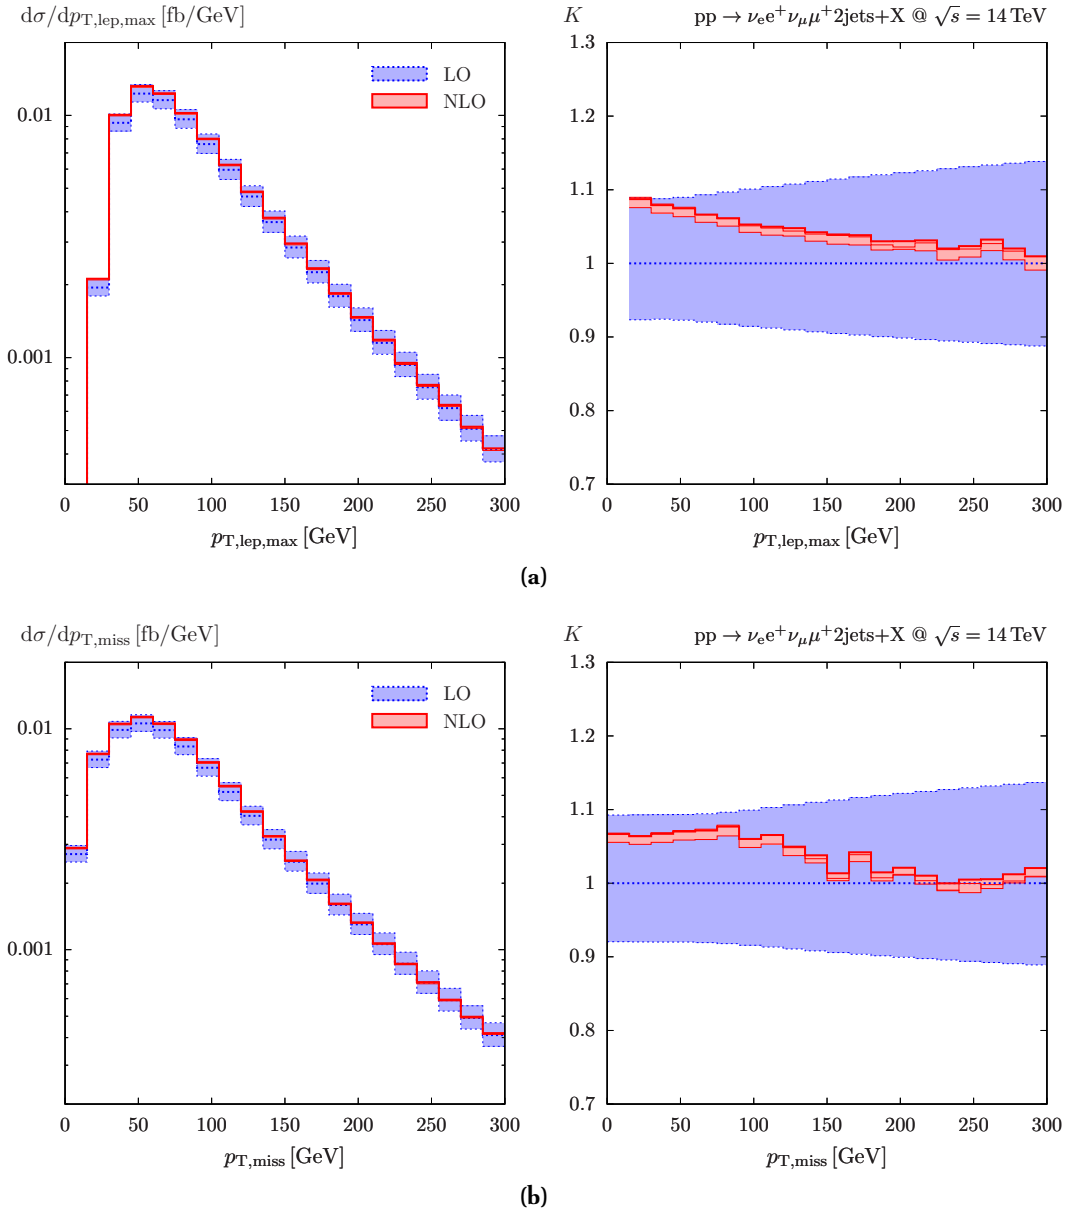 dσ/dp_T,lep,max [fb/GeV]
K pp → ν_e e⁺ ν_μ μ⁺ 2jets+X @ √s = 14 TeV
LO
NLO
0.01
0.001
0 50 100 150 200 250 300
p_T,lep,max [GeV]
1.3
1.2
1.1
1
0.9
0.8
0.7
0 50 100 150 200 250 300
p_T,lep,max [GeV]
(a)
dσ/dp_T,miss [fb/GeV]
K pp → ν_e e⁺ ν_μ μ⁺ 2jets+X @ √s = 14 TeV
LO
NLO
0.01
0.001
0 50 100 150 200 250 300
p_T,miss [GeV]
1.3
1.2
1.1
1
0.9
0.8
0.7
0 50 100 150 200 250 300
p_T,miss [GeV]
(b)